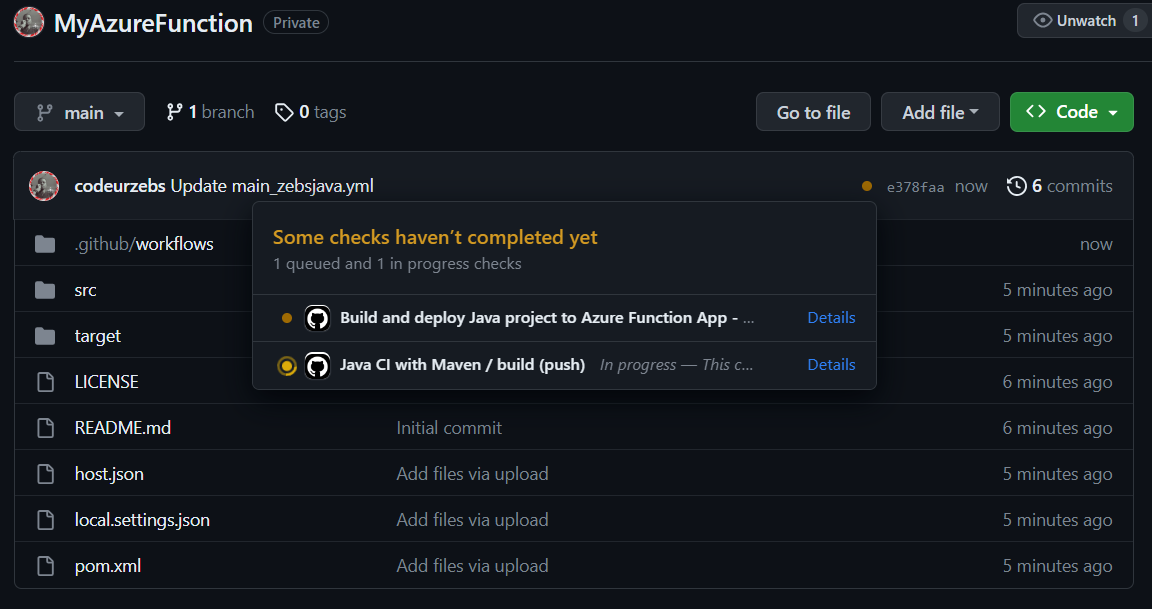 MyAzureFunction Private Unwatch 1
main 1 branch 0 tags Go to file Add file <> Code
codeurzebs Update main_zebsjava.yml e378faa now 6 commits
Some checks haven't completed yet
1 queued and 1 in progress checks
Build and deploy Java project to Azure Function App - ... Details
Java CI with Maven / build (push) In progress — This c... Details
.github/workflows now
src 5 minutes ago
target 5 minutes ago
LICENSE 6 minutes ago
README.md Initial commit 6 minutes ago
host.json Add files via upload 5 minutes ago
local.settings.json Add files via upload 5 minutes ago
pom.xml Add files via upload 5 minutes ago